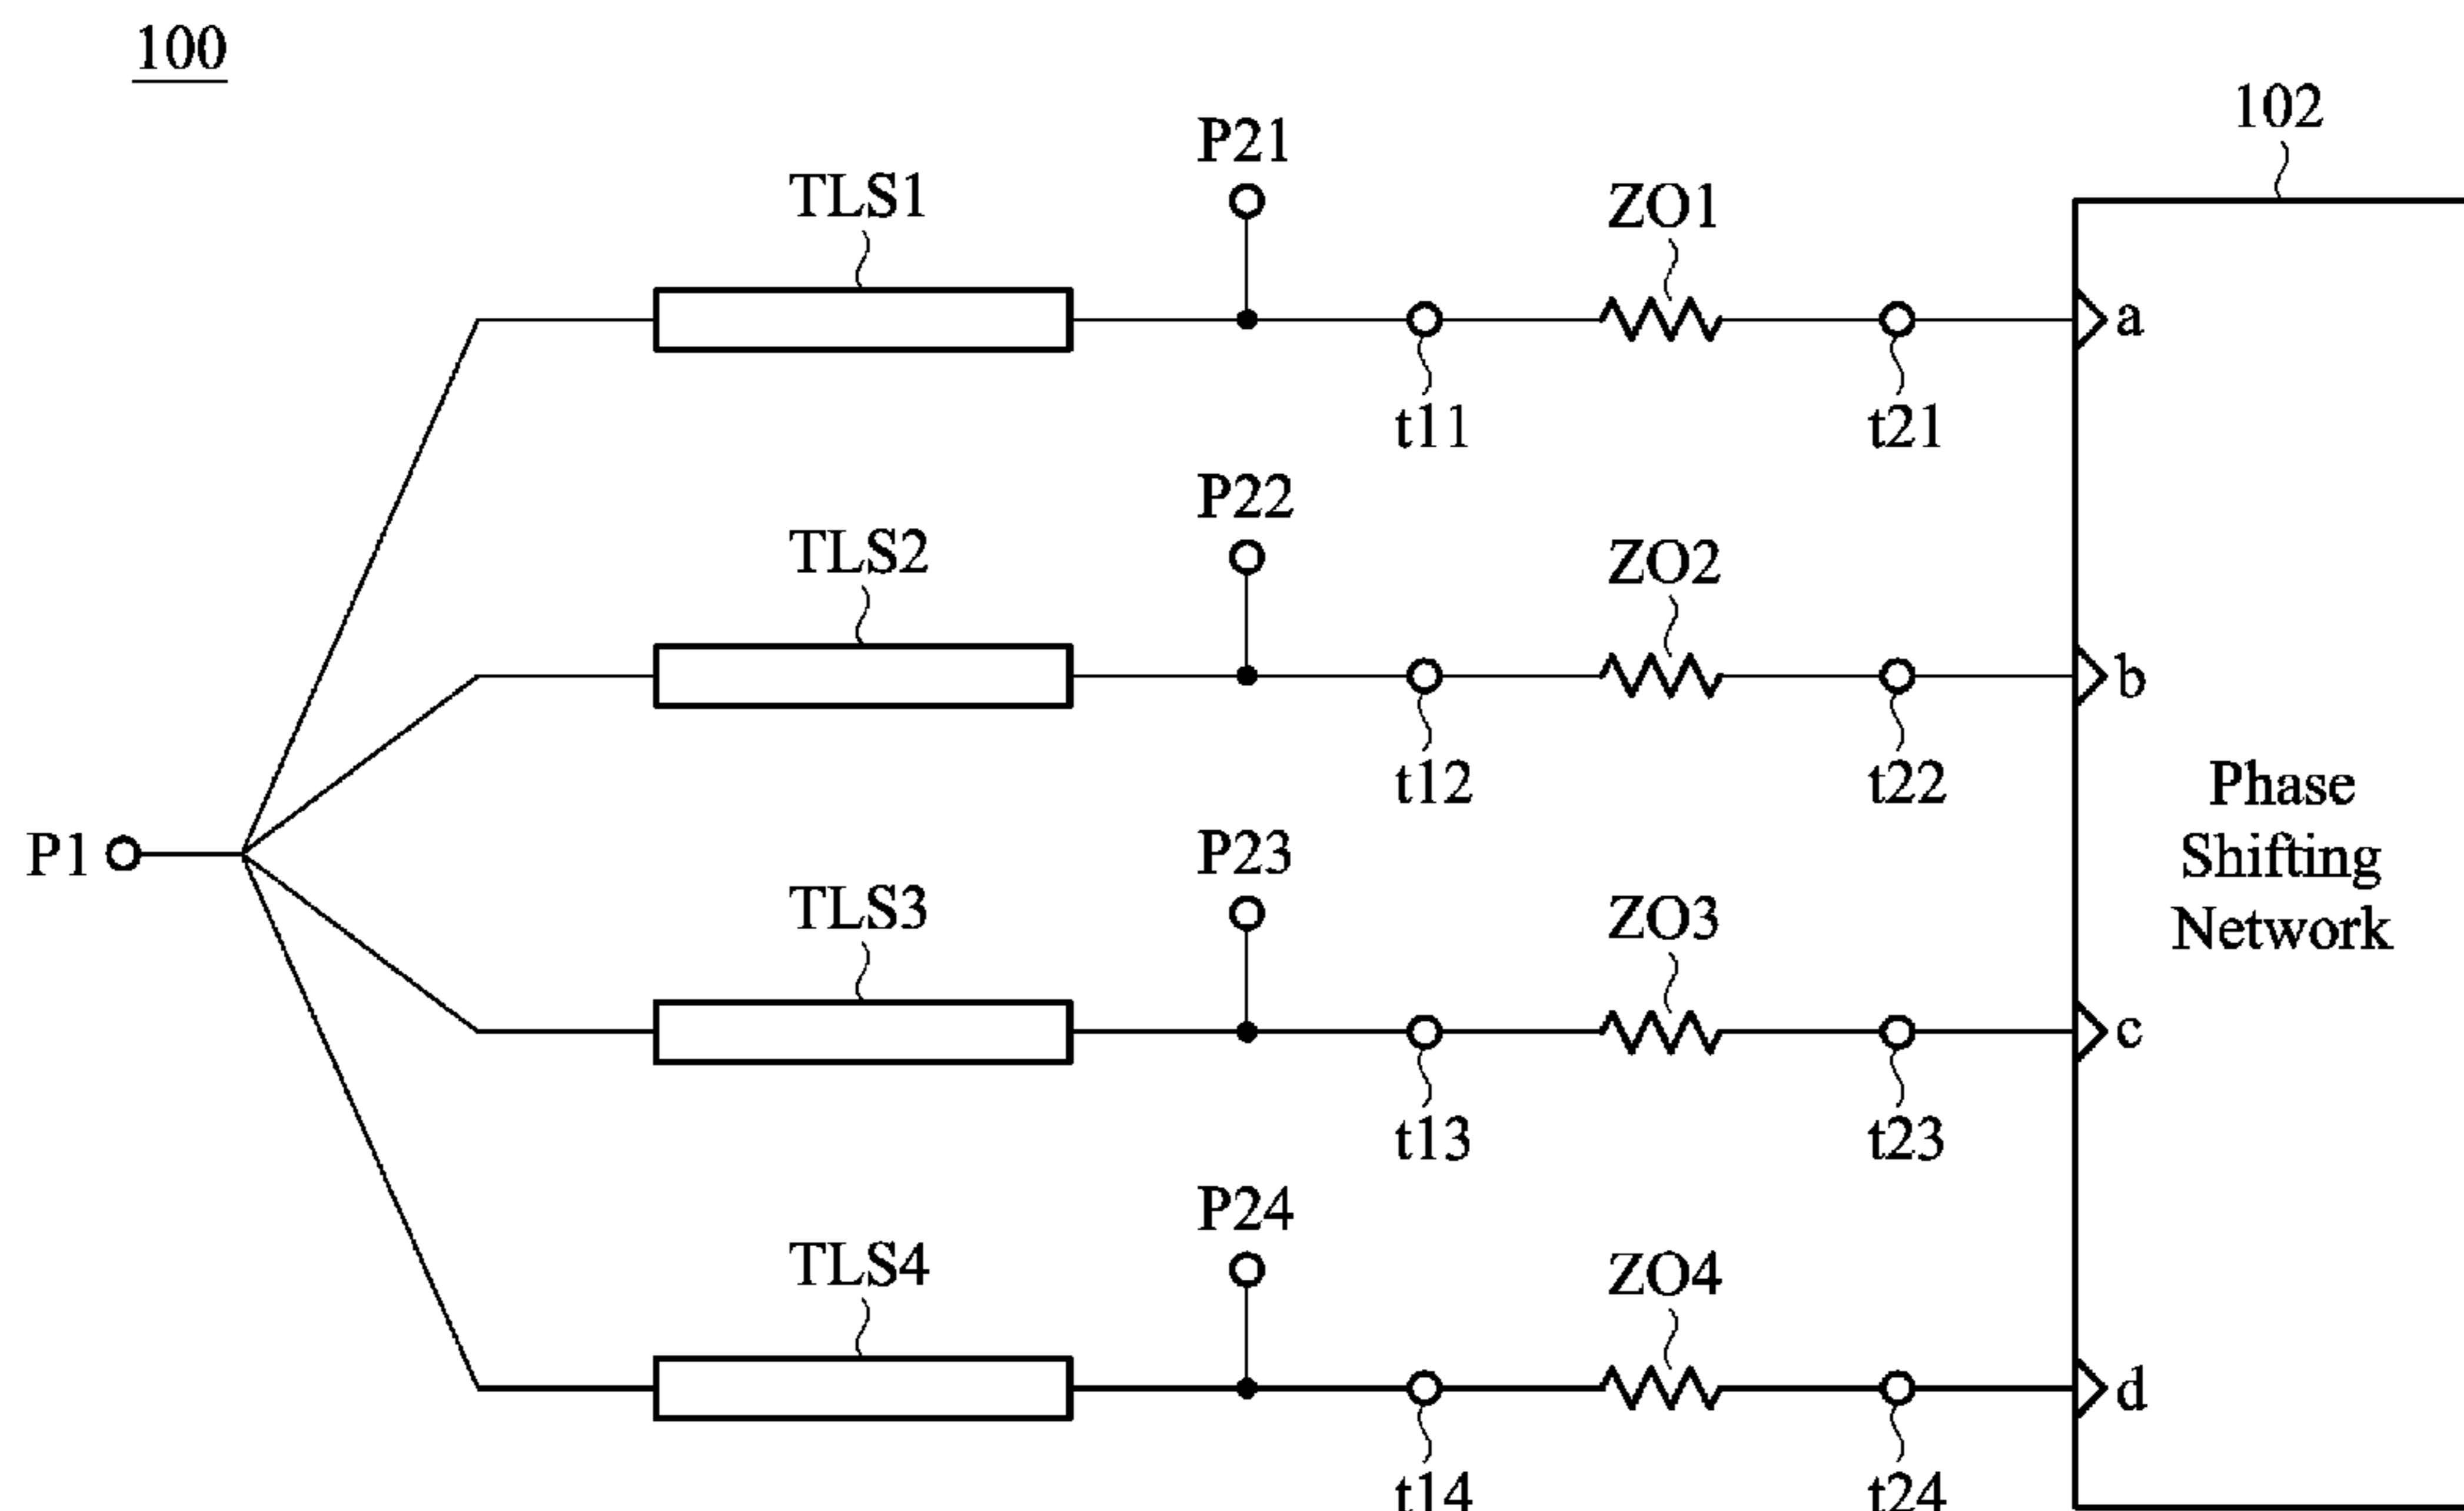 100
102
P21
TLS1
ZO1
a
t11
t21
P22
TLS2
ZO2
b
t12
t22
Phase
Shifting
Network
P1
P23
TLS3
ZO3
c
t13
t23
P24
TLS4
ZO4
d
t14
t24